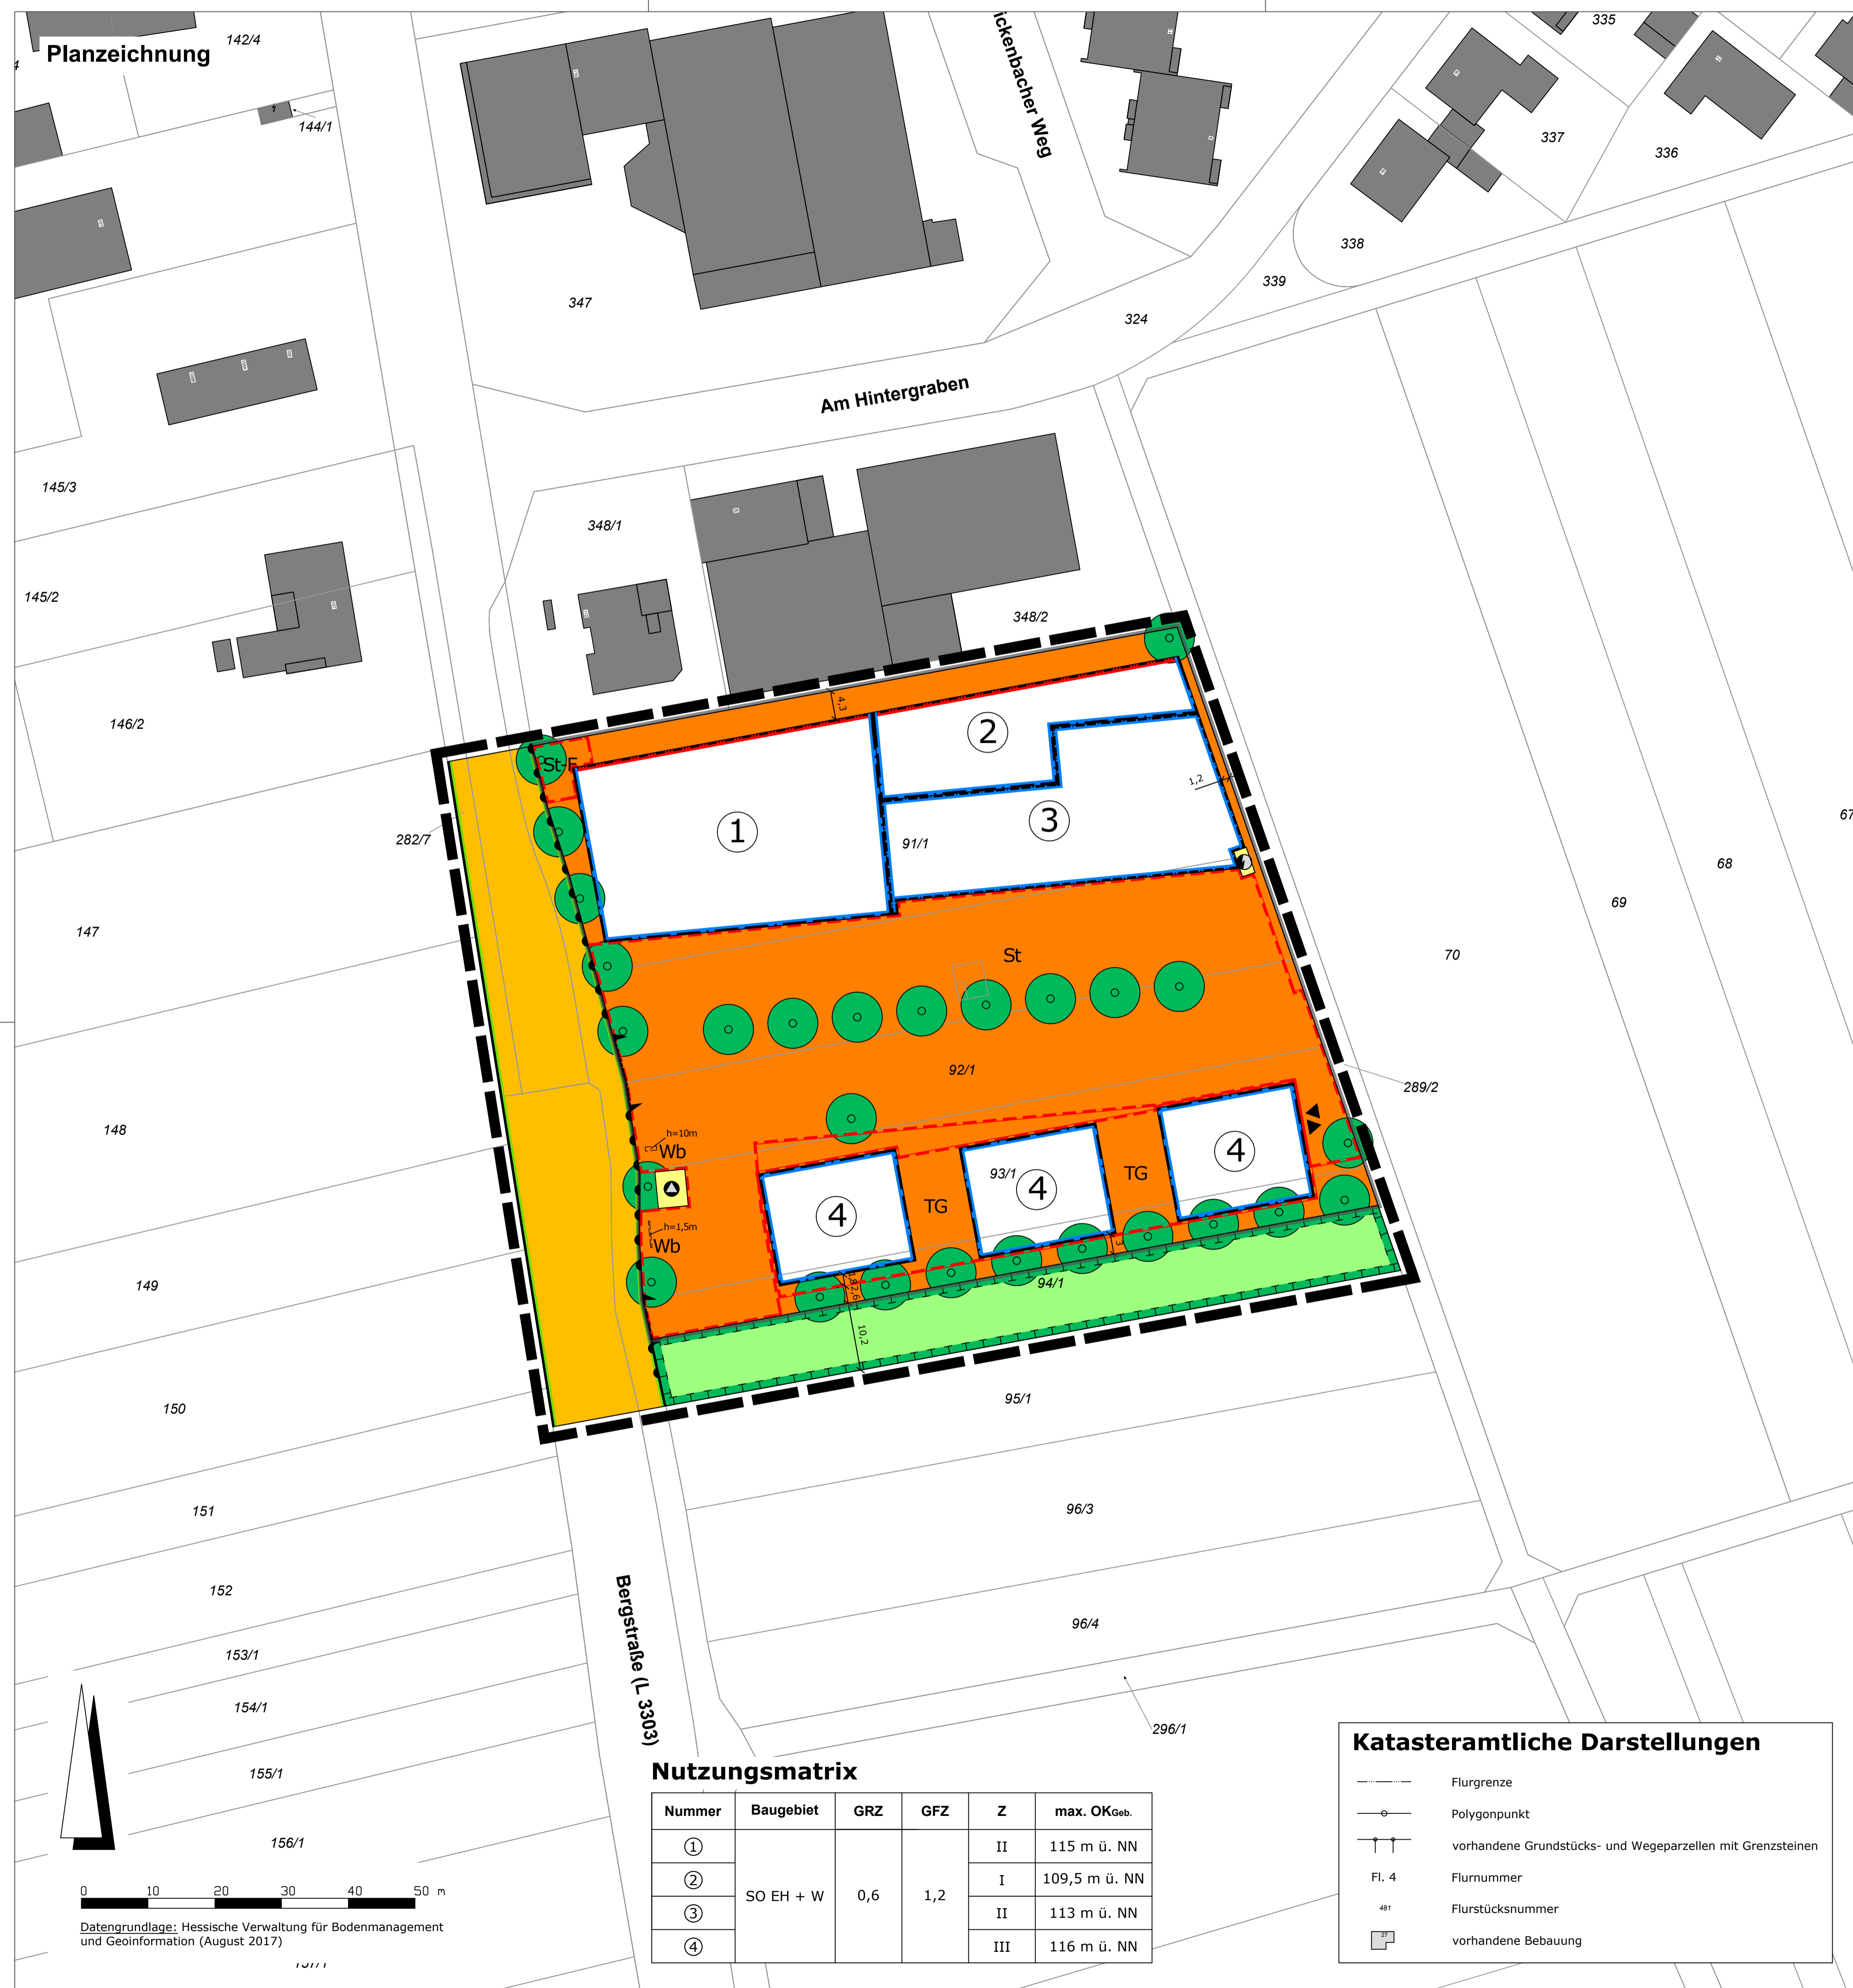 Planzeichnung
142/4
335
144/1
ickenbacher Weg
337
336
338
339
347
324
Am Hintergraben
145/3
348/1
145/2
348/2
146/2
4,3
2
St-F
1,2
282/7
1
3
91/1
67
68
69
147
St
70
92/1
289/2
148
h=10m
Wb
4
93/1
4
TG
4
TG
h=1,5m
Wb
149
94/1
1,8
2,6
10,2
150
95/1
151
96/3
152
Bergstraße (L 3303)
96/4
153/1
154/1
296/1
155/1
156/1
Nutzungsmatrix
Nummer Baugebiet GRZ GFZ Z max. OKGeb.
1 II 115 m ü. NN
2 I 109,5 m ü. NN
SO EH + W 0,6 1,2
3 II 113 m ü. NN
4 III 116 m ü. NN
Katasteramtliche Darstellungen
Flurgrenze
Polygonpunkt
vorhandene Grundstücks- und Wegeparzellen mit Grenzsteinen
Fl. 4 Flurnummer
481 Flurstücksnummer
27 vorhandene Bebauung
0 10 20 30 40 50 m
Datengrundlage: Hessische Verwaltung für Bodenmanagement
und Geoinformation (August 2017)